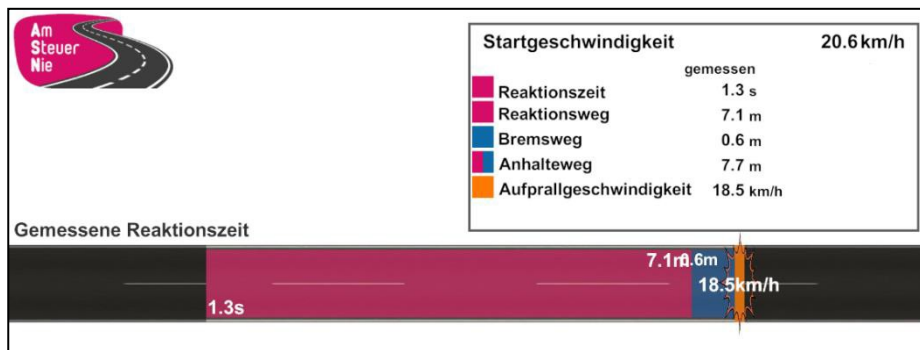 Am
Steuer
Nie
Startgeschwindigkeit 20.6 km/h
gemessen
Reaktionszeit 1.3 s
Reaktionsweg 7.1 m
Bremsweg 0.6 m
Anhalteweg 7.7 m
Aufprallgeschwindigkeit 18.5 km/h
Gemessene Reaktionszeit
7.1m 0.6m
18.5km/h
1.3s